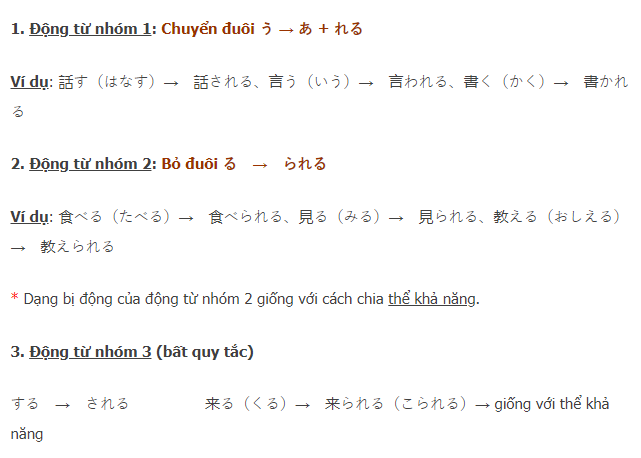 1. Động từ nhóm 1: Chuyển đuôi う → あ + れる
Ví dụ: 話す（はなす）→　話される、言う（いう）→　言われる、書く（かく）→　書かれ
る
2. Động từ nhóm 2: Bỏ đuôi る　→　られる
Ví dụ: 食べる（たべる）→　食べられる、見る（みる）→　見られる、教える（おしえる）
→　教えられる
* Dạng bị động của động từ nhóm 2 giống với cách chia thể khả năng.
3. Động từ nhóm 3 (bất quy tắc)
する　→　される　　　　　来る（くる）→　来られる（こられる）→ giống với thể khả
năng